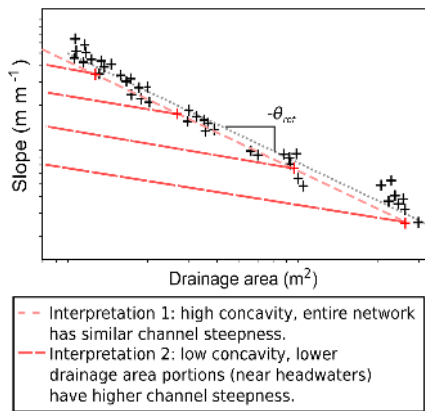 Slope (m m⁻¹)
-θref
Drainage area (m²)
Interpretation 1: high concavity, entire network
has similar channel steepness.
Interpretation 2: low concavity, lower
drainage area portions (near headwaters)
have higher channel steepness.